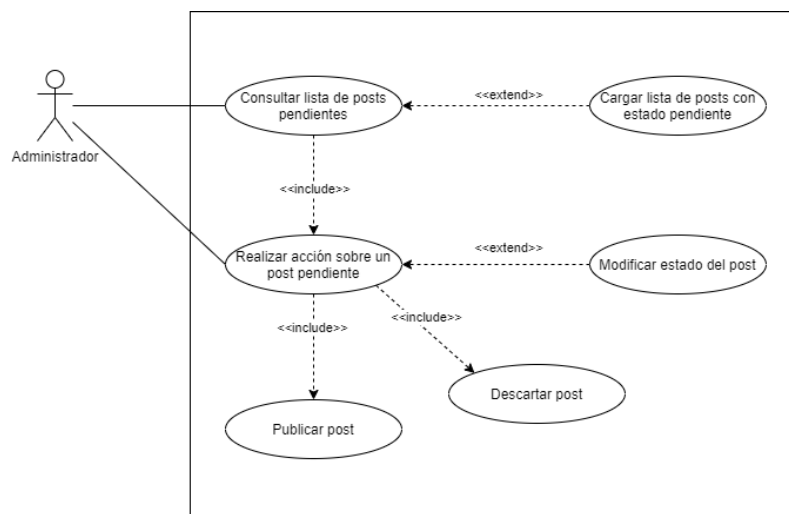 Consultar lista de posts
pendientes
<<extend>>
Cargar lista de posts con
estado pendiente
Administrador
<<include>>
Realizar acción sobre un
post pendiente
<<extend>>
Modificar estado del post
<<include>>
<<include>>
Descartar post
Publicar post